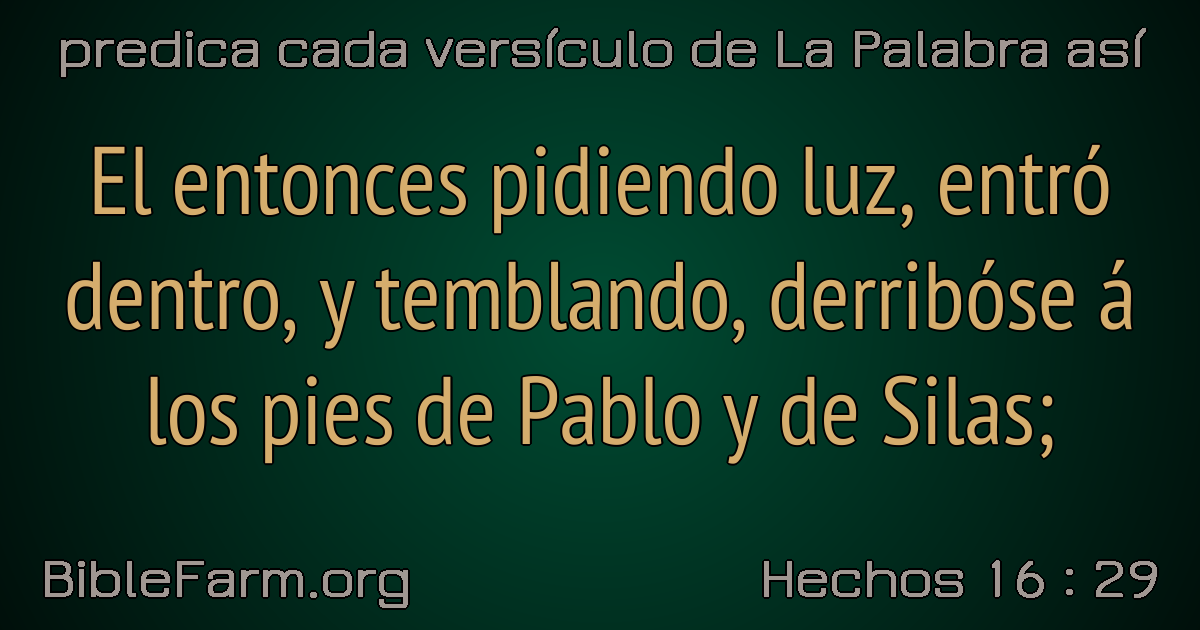 predica cada versículo de La Palabra así
El entonces pidiendo luz, entró
dentro, y temblando, derribóse á
los pies de Pablo y de Silas;
BibleFarm.org
Hechos 16 : 29